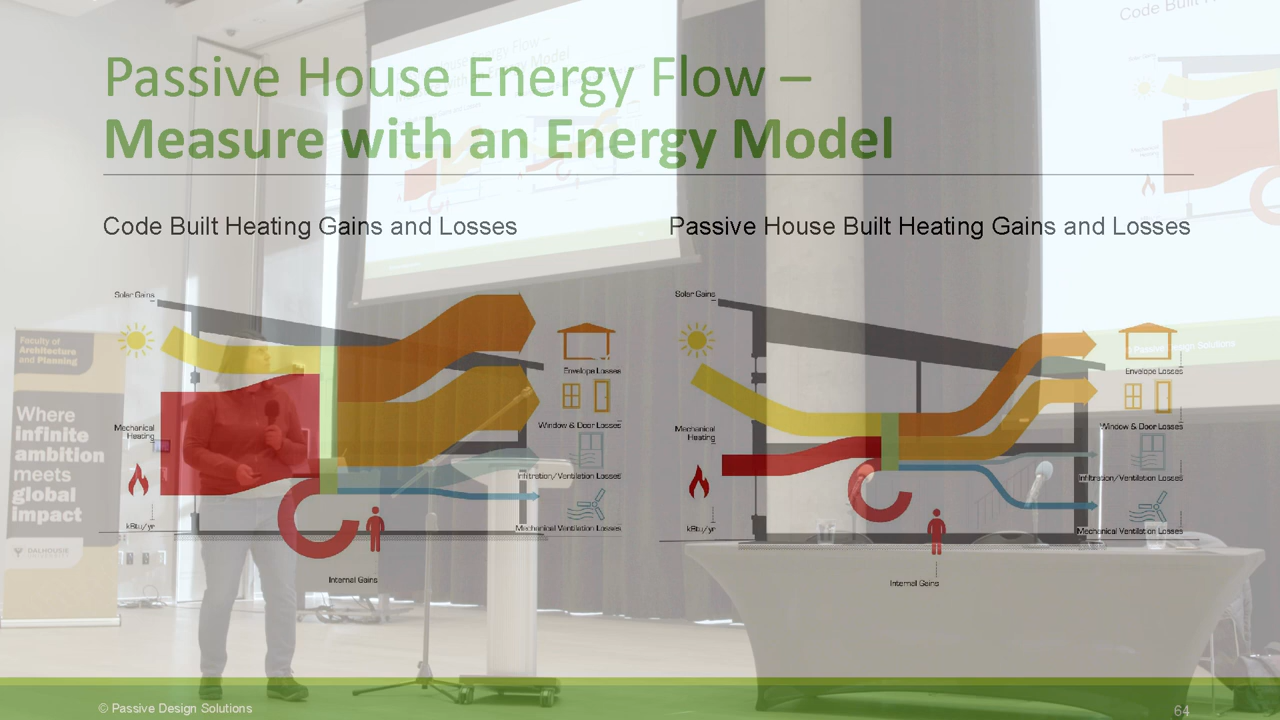 Passive House Energy Flow –
Measure with an Energy Model
Code Built Heating Gains and Losses
Passive House Built Heating Gains and Losses
Solar Gains
Mechanical
Heating
kBtu/yr
Envelope Losses
Window & Door Losses
Infiltration/Ventilation Losses
Mechanical Ventilation Losses
Internal Gains
Solar Gains
Mechanical
Heating
kBtu/yr
Envelope Losses
Window & Door Losses
Infiltration/Ventilation Losses
Mechanical Ventilation Losses
Internal Gains
Faculty of
Architecture
and Planning
Where
infinite
ambition
meets
global
impact
DALHOUSIE
Code Built
Design Solutions
© Passive Design Solutions
64